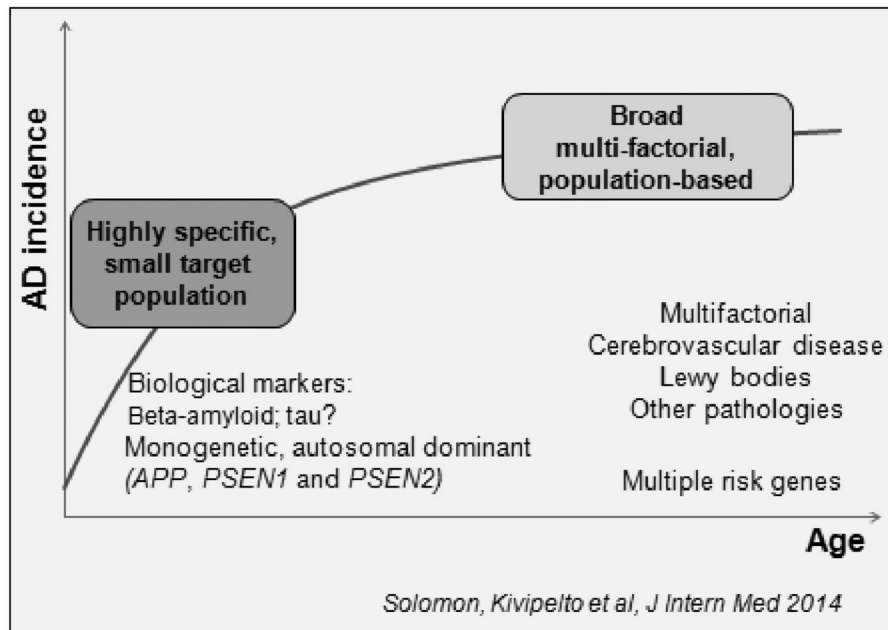 AD incidence
Highly specific,
small target
population
Broad
multi-factorial,
population-based
Biological markers:
Beta-amyloid; tau?
Monogenetic, autosomal dominant
(APP, PSEN1 and PSEN2)
Multifactorial
Cerebrovascular disease
Lewy bodies
Other pathologies
Multiple risk genes
Age
Solomon, Kivipelto et al, J Intern Med 2014